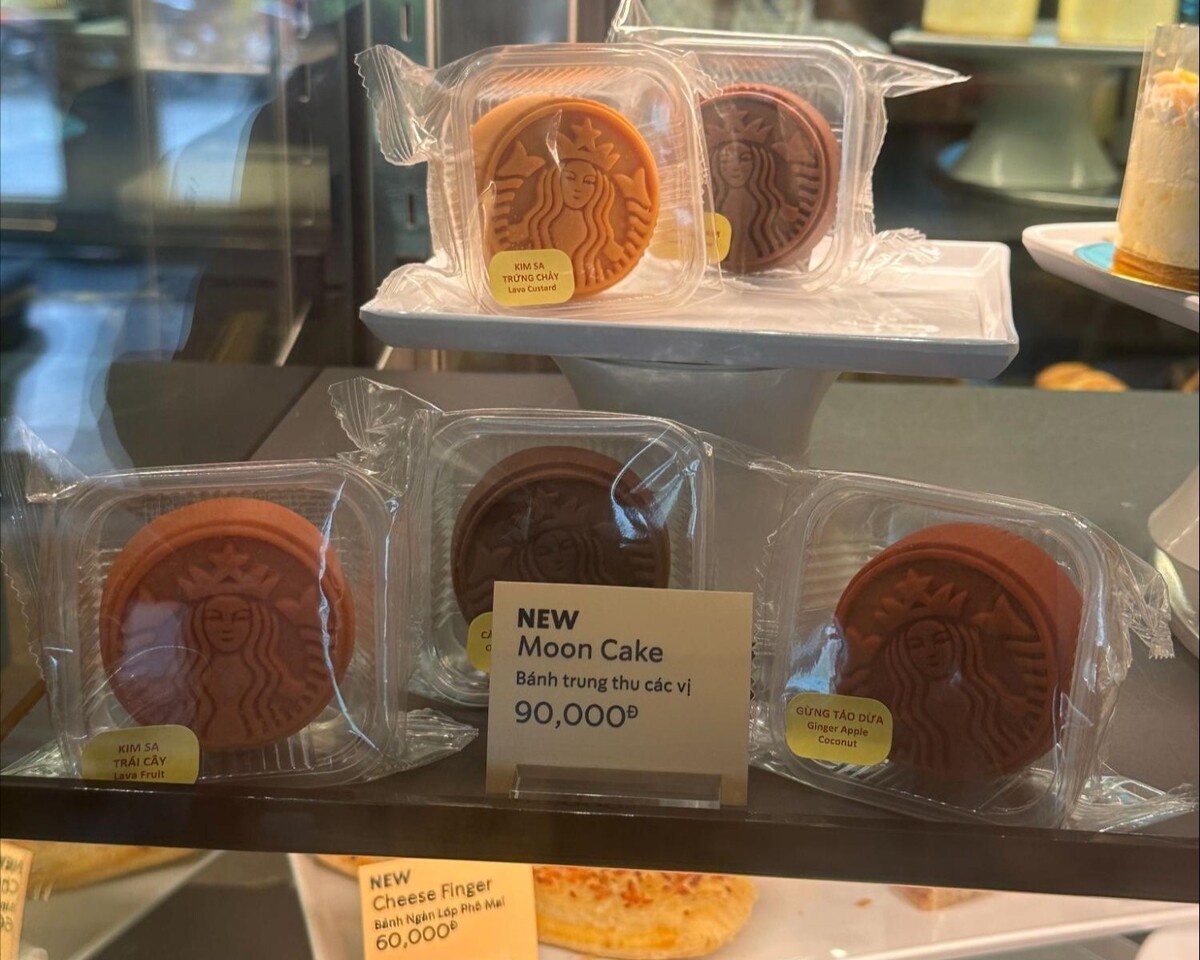 KIM SA
TRỨNG CHẢY
Lava Custard
NEW
Moon Cake
Bánh trung thu các vị
90,000Đ
GỪNG TÁO DỪA
Ginger Apple
Coconut
KIM SA
TRÁI CÂY
Lava Fruit
NEW
Cheese Finger
Bánh Ngàn Lớp Phô Mai
60,000Đ